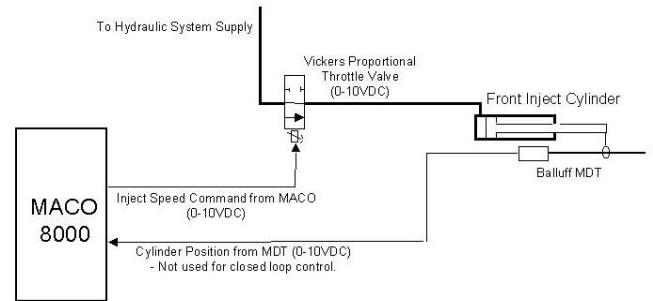 To Hydraulic System Supply
Vickers Proportional
Throttle Valve
(0-10VDC)
Front Inject Cylinder
Balluff MDT
MACO
8000
Inject Speed Command from MACO
(0-10VDC)
Cylinder Position from MDT (0-10VDC)
- Not used for closed loop control.